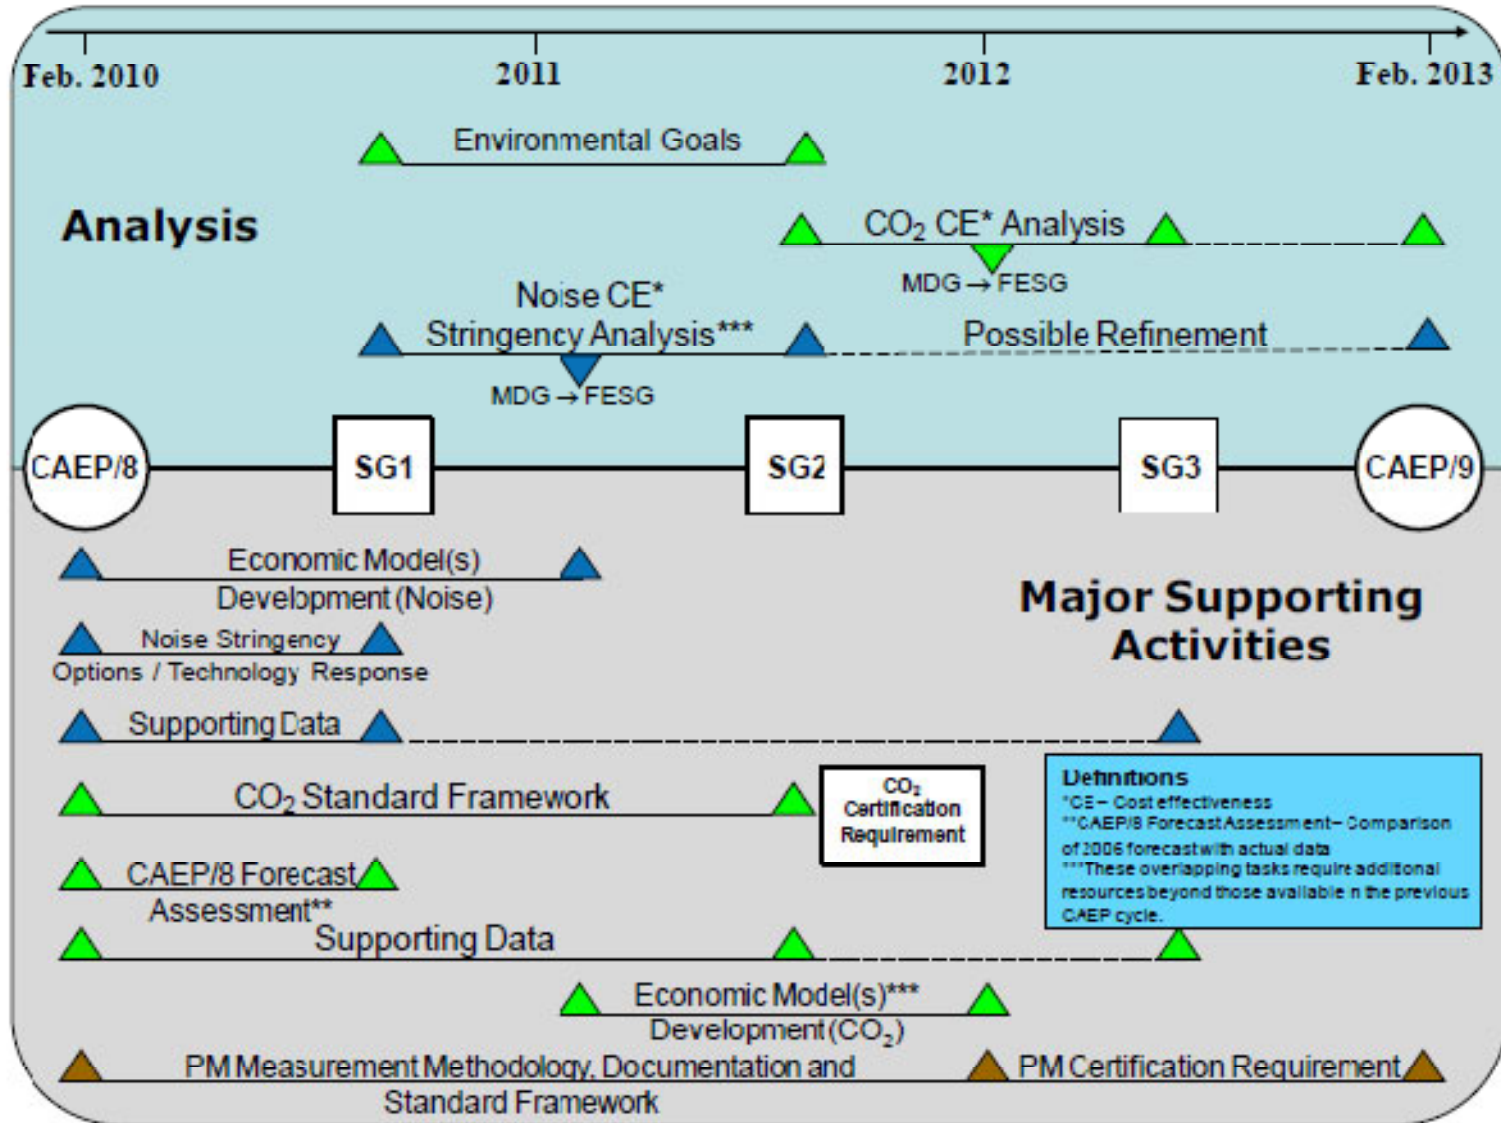 Feb. 2010
2011
2012
Feb. 2013
Environmental Goals
Analysis
CO₂ CE* Analysis
MDG → FESG
Noise CE*
Stringency Analysis***
Possible Refinement
MDG → FESG
CAEP/8
SG1
SG2
SG3
CAEP/9
Economic Model(s)
Development (Noise)
Major Supporting
Activities
Noise Stringency
Options / Technology Response
Supporting Data
CO₂ Standard Framework
CO₂
Certification
Requirement
Definitions
*CE – Cost effectiveness
**CAEP/8 Forecast Assessment – Comparison
of 2006 forecast with actual data
***These overlapping tasks require additional
resources beyond those available in the previous
CAEP cycle.
CAEP/8 Forecast
Assessment**
Supporting Data
Economic Model(s)***
Development (CO₂)
PM Measurement Methodology, Documentation and
Standard Framework
PM Certification Requirement